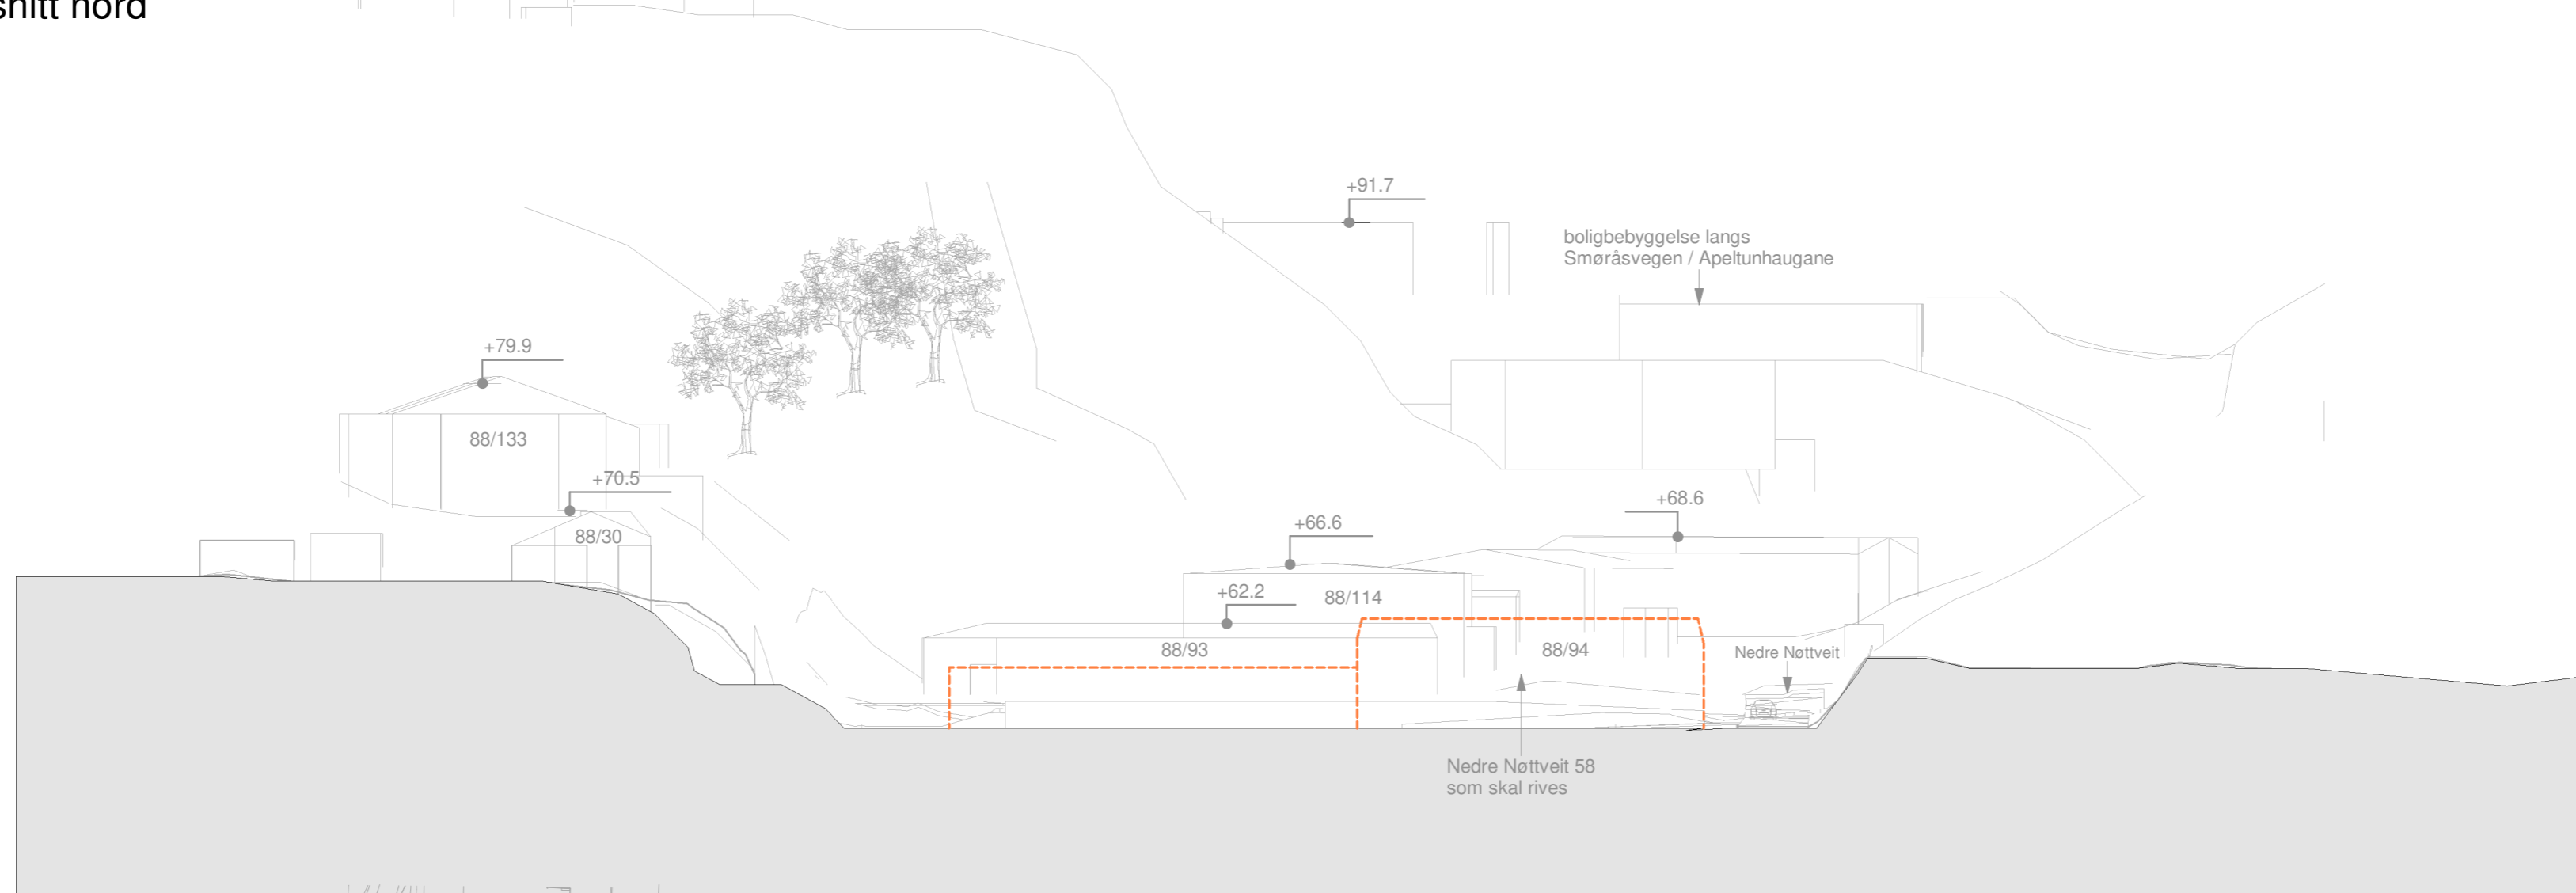 snitt nord
+91.7
boligbebyggelse langs
Smøråsvegen / Apeltunhaugane
+79.9
88/133
+70.5
88/30
+68.6
+66.6
+62.2
88/114
88/93
88/94
Nedre Nøttveit
Nedre Nøttveit 58
som skal rives